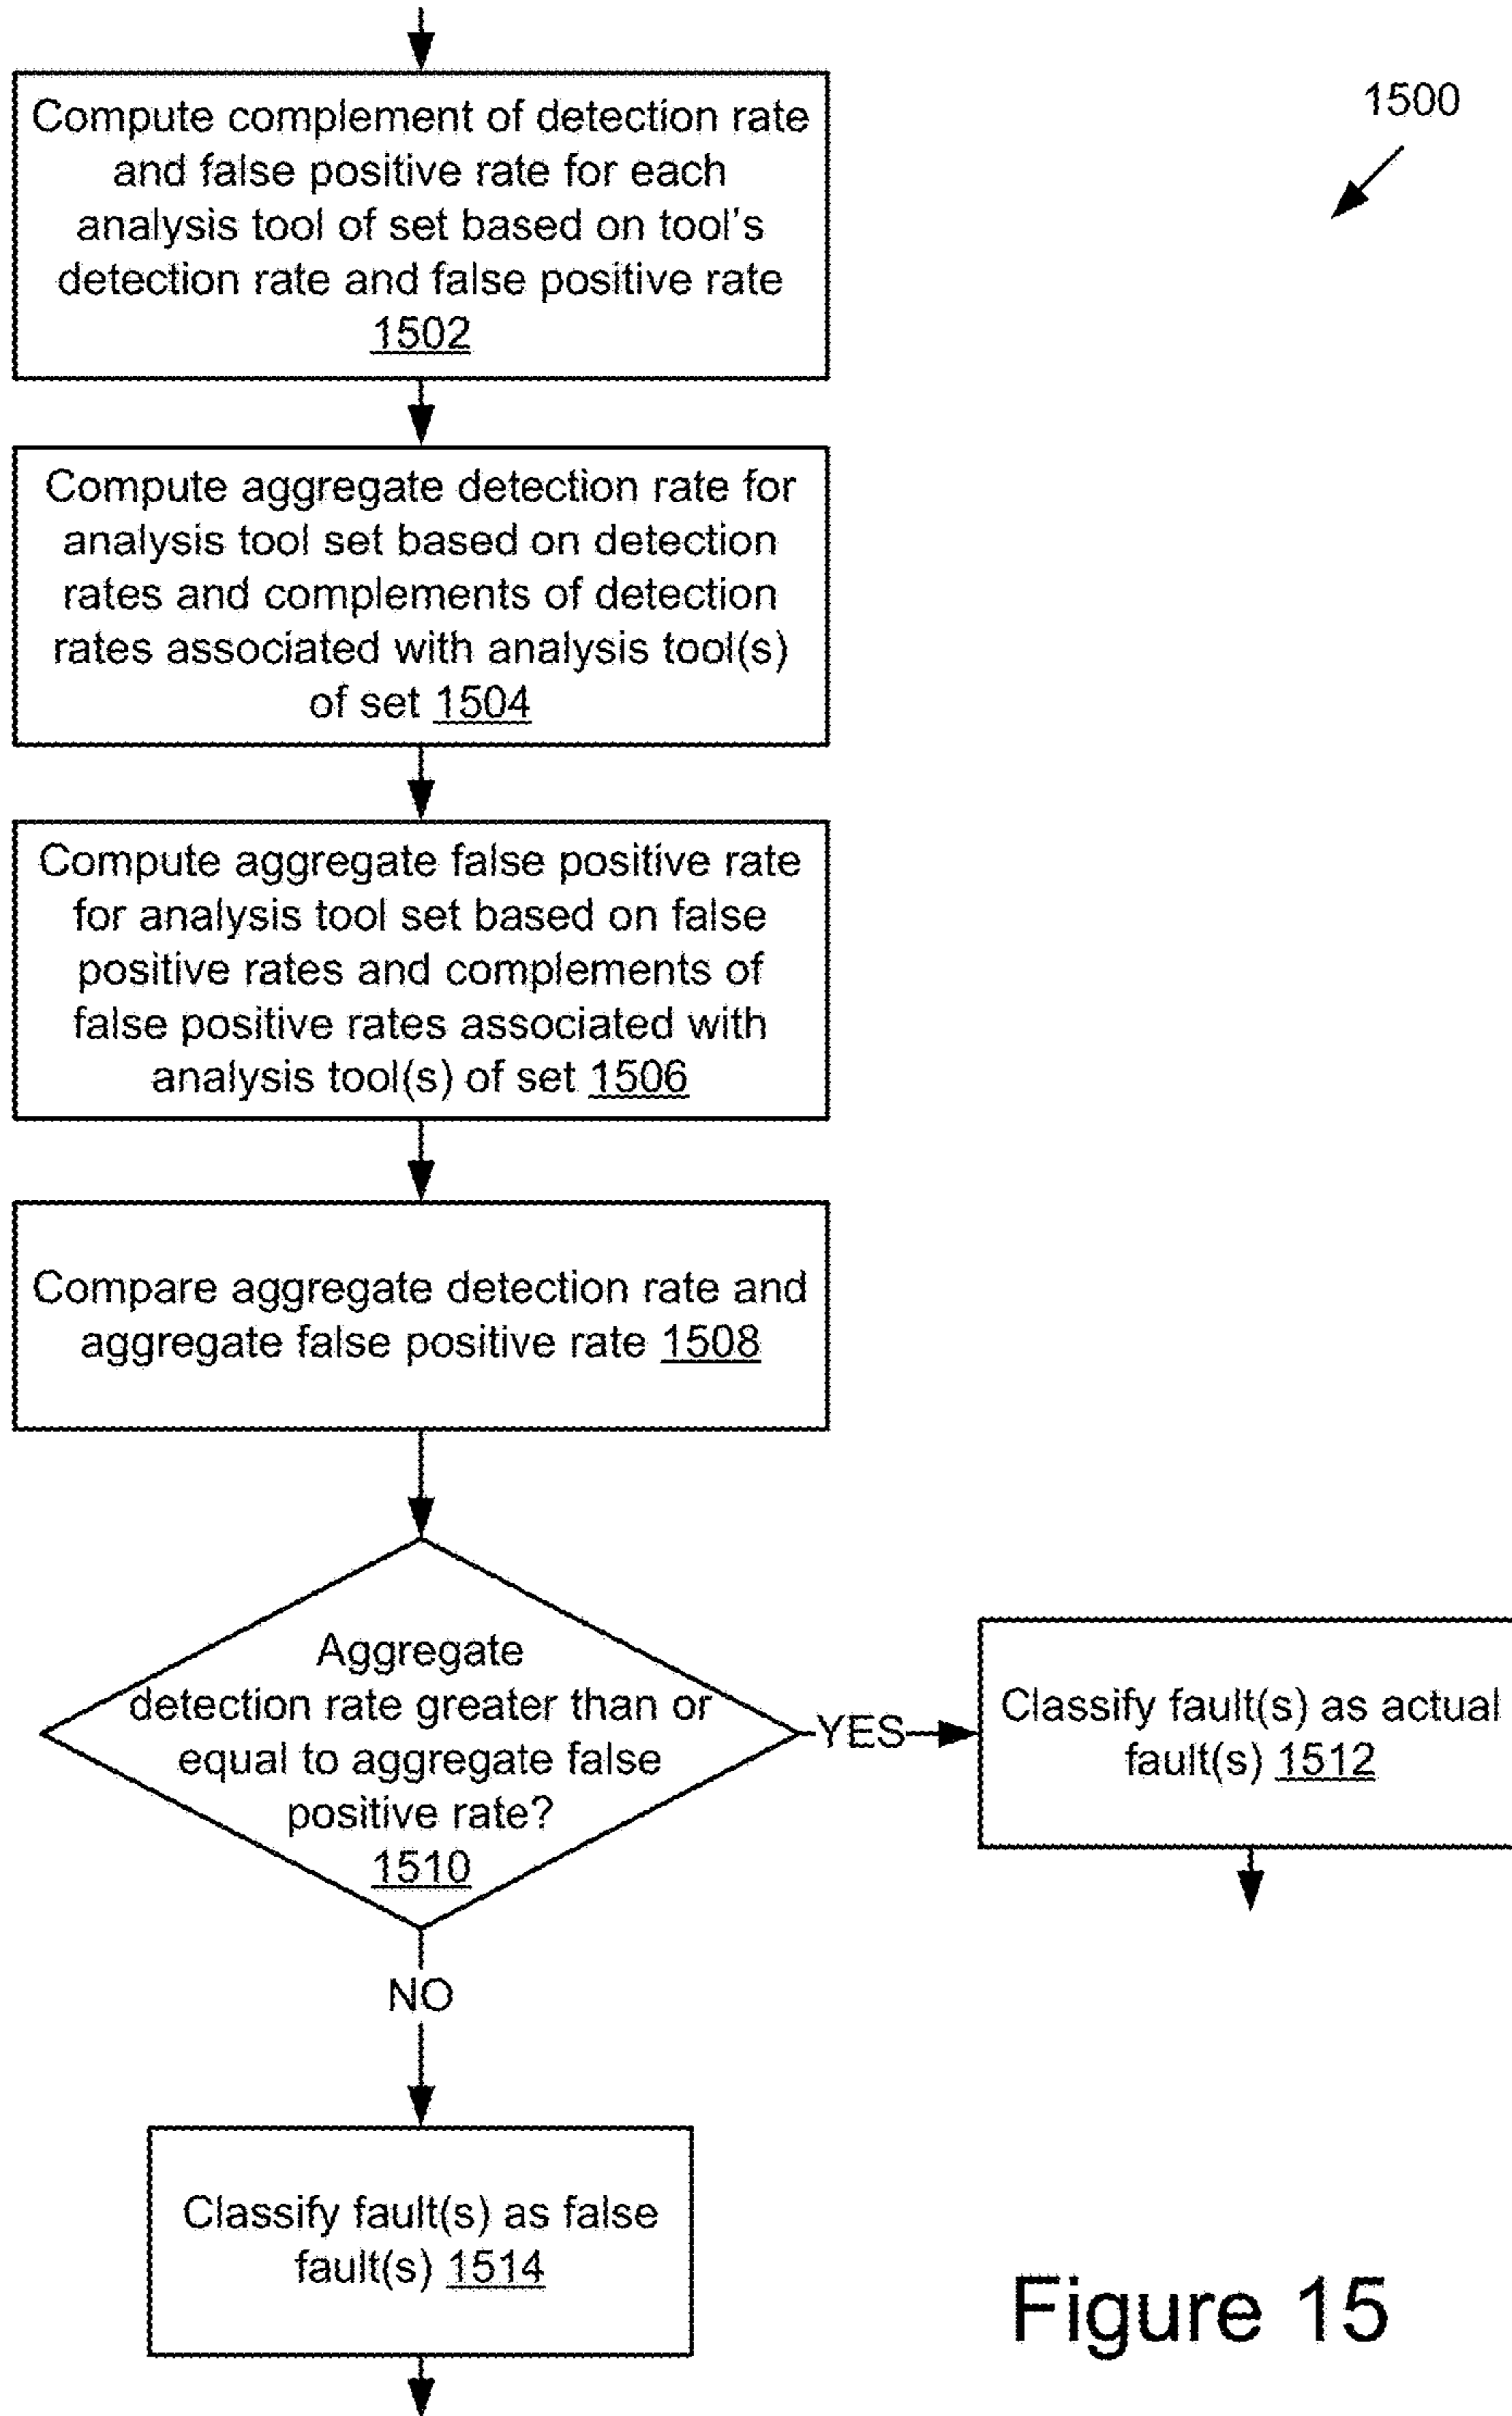 1500
Compute complement of detection rate
and false positive rate for each
analysis tool of set based on tool's
detection rate and false positive rate
1502
Compute aggregate detection rate for
analysis tool set based on detection
rates and complements of detection
rates associated with analysis tool(s)
of set 1504
Compute aggregate false positive rate
for analysis tool set based on false
positive rates and complements of
false positive rates associated with
analysis tool(s) of set 1506
Compare aggregate detection rate and
aggregate false positive rate 1508
Aggregate
detection rate greater than or
equal to aggregate false
positive rate?
1510
YES
Classify fault(s) as actual
fault(s) 1512
NO
Classify fault(s) as false
fault(s) 1514
Figure 15